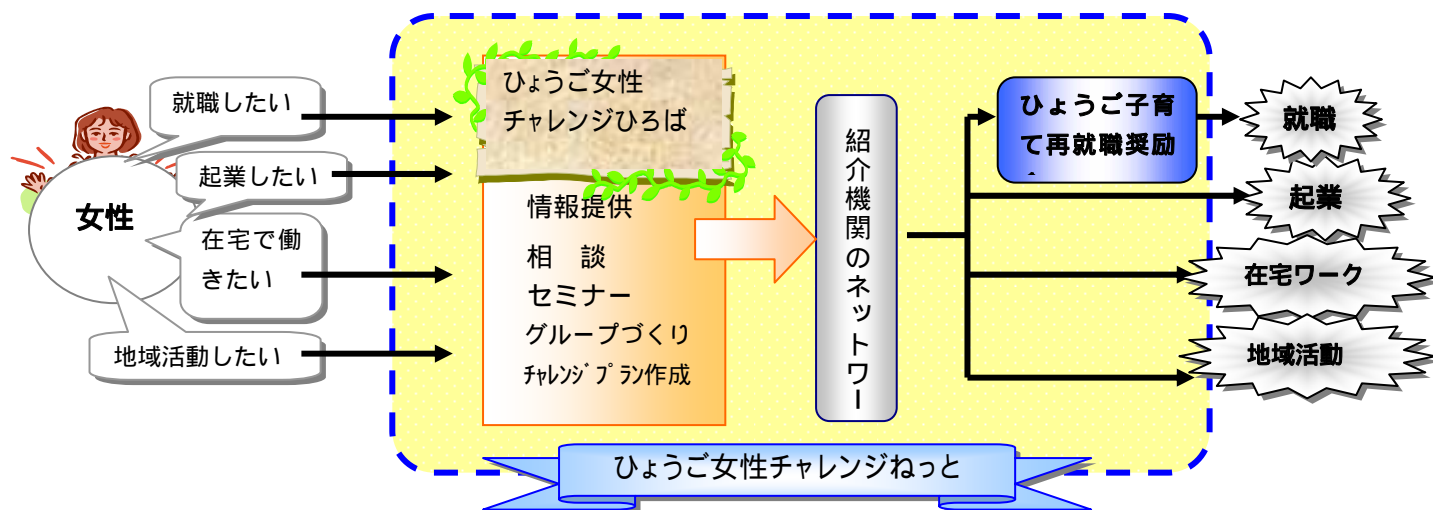 就職したい
起業したい
女性
在宅で働
きたい
地域活動したい
ひょうご女性
チャレンジひろば
情報提供
相　談
セミナー
グループづくり
ﾁｬﾚﾝｼﾞﾌﾟﾗﾝ作成
紹介機関のネットワー
ひょうご子育
て再就職奨励
就職
起業
在宅ワーク
地域活動
ひょうご女性チャレンジねっと